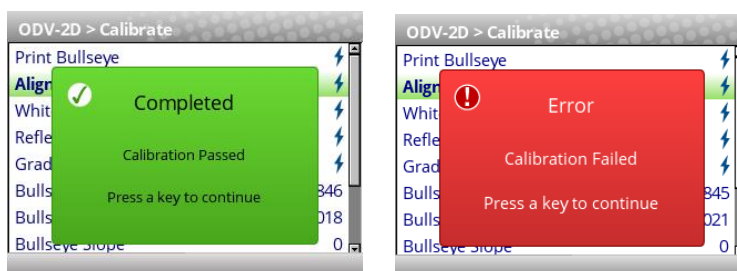 ODV-2D > Calibrate
Print Bullseye
Align
Whit
Refle
Grad
Bulls 846
Bulls 018
Bullseye Slope 0
Completed
Calibration Passed
Press a key to continue
ODV-2D > Calibrate
Print Bullseye
Align
Whit
Refle
Grad
Bulls 845
Bulls 021
Bullseye Slope 0
Error
Calibration Failed
Press a key to continue